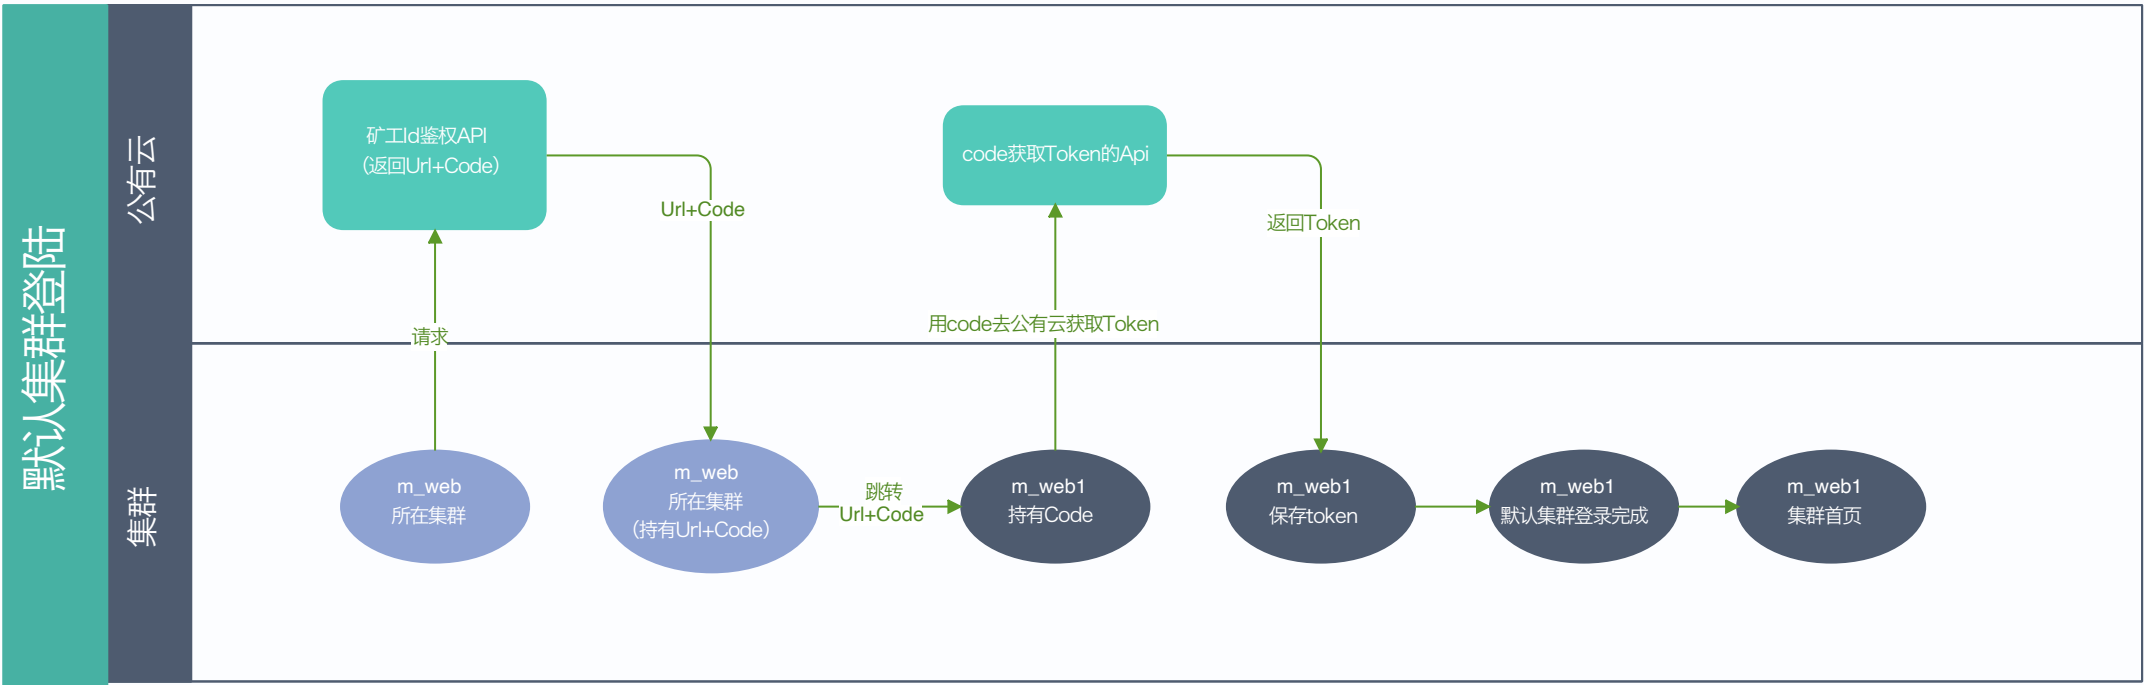 默认集群登陆
公有云
集群
矿工Id鉴权API
（返回Url+Code）
Url+Code
请求
m_web
所在集群
m_web
所在集群
（持有Url+Code）
跳转
Url+Code
code获取Token的Api
用code去公有云获取Token
m_web1
持有Code
返回Token
m_web1
保存token
m_web1
默认集群登录完成
m_web1
集群首页